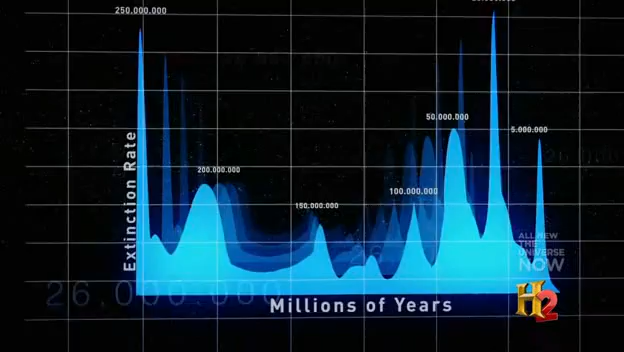 250.000.000
50.000.000
5.000.000
200.000.000
100.000.000
150.000.000
Extinction Rate
ALL NEW
THE
UNIVERSE
NOW
26.000.000
Millions of Years
H2